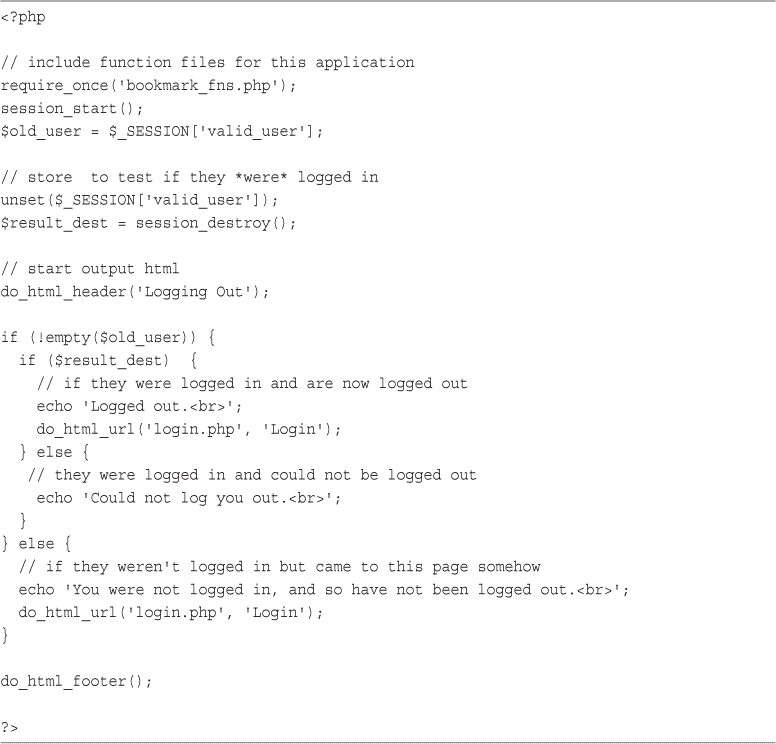 <?php

// include function files for this application
require_once('bookmark_fns.php');
session_start();
$old_user = $_SESSION['valid_user'];

// store  to test if they *were* logged in
unset($_SESSION['valid_user']);
$result_dest = session_destroy();

// start output html
do_html_header('Logging Out');

if (!empty($old_user)) {
  if ($result_dest)  {
    // if they were logged in and are now logged out
    echo 'Logged out.<br>';
    do_html_url('login.php', 'Login');
  } else {
   // they were logged in and could not be logged out
    echo 'Could not log you out.<br>';
  }
} else {
  // if they weren't logged in but came to this page somehow
  echo 'You were not logged in, and so have not been logged out.<br>';
  do_html_url('login.php', 'Login');
}

do_html_footer();

?>